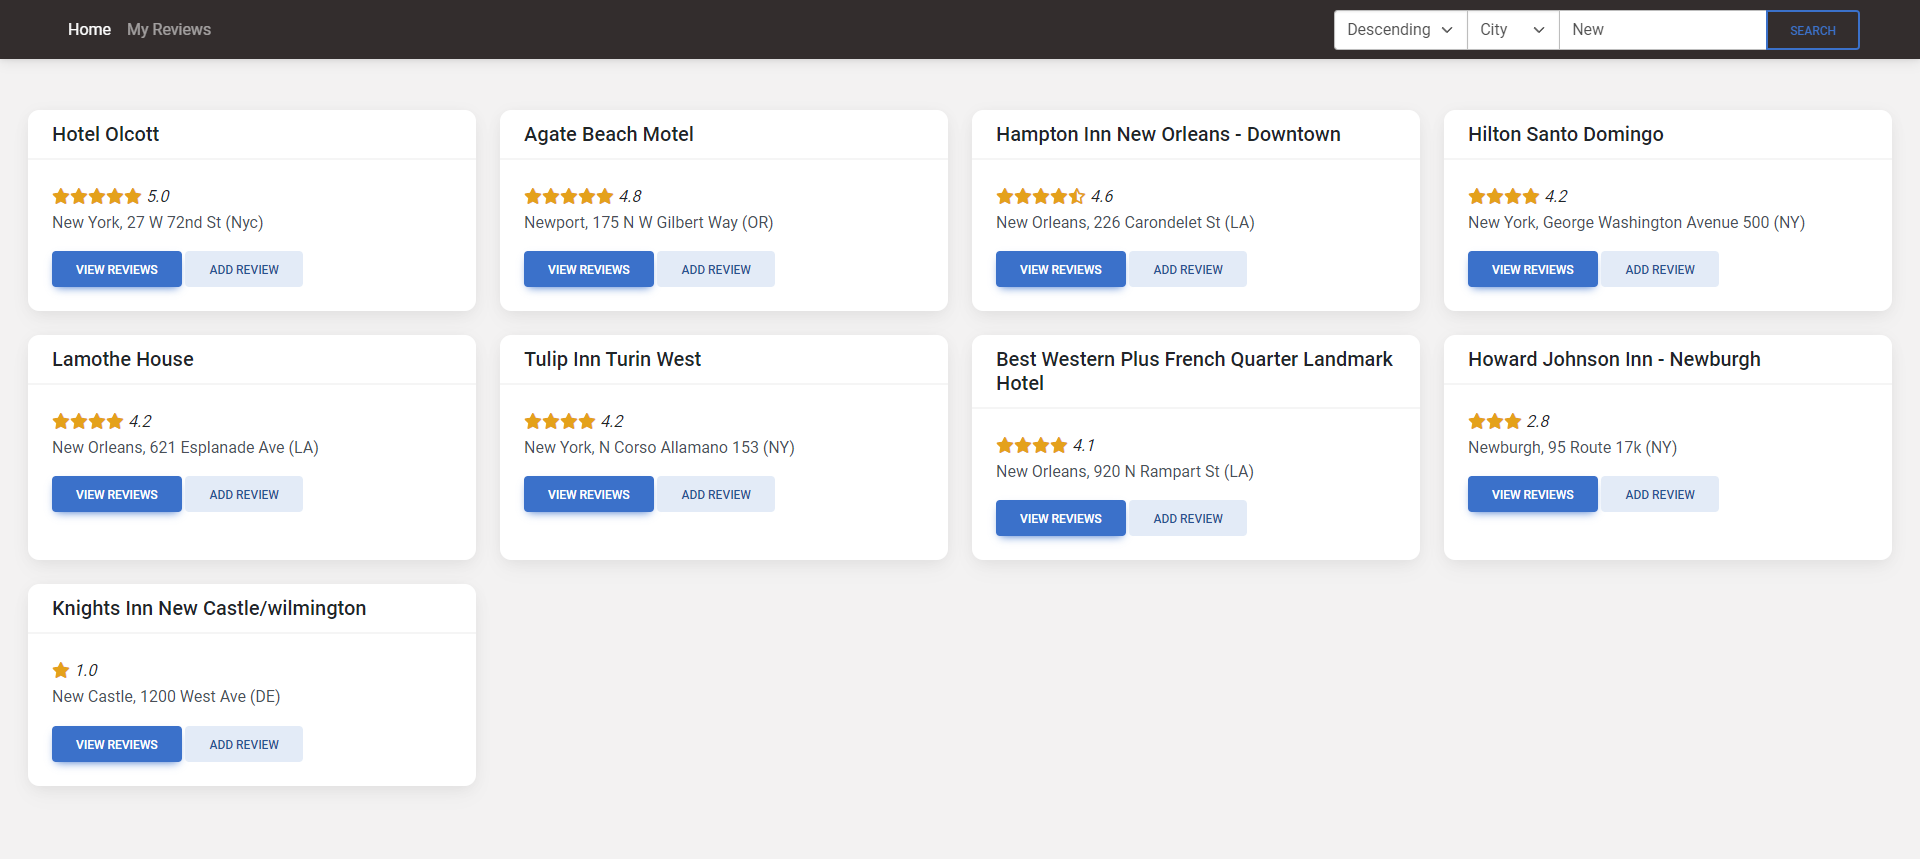 Home My Reviews Descending City New SEARCH
Hotel Olcott
5.0
New York, 27 W 72nd St (Nyc)
VIEW REVIEWS ADD REVIEW
Agate Beach Motel
4.8
Newport, 175 N W Gilbert Way (OR)
VIEW REVIEWS ADD REVIEW
Hampton Inn New Orleans - Downtown
4.6
New Orleans, 226 Carondelet St (LA)
VIEW REVIEWS ADD REVIEW
Hilton Santo Domingo
4.2
New York, George Washington Avenue 500 (NY)
VIEW REVIEWS ADD REVIEW
Lamothe House
4.2
New Orleans, 621 Esplanade Ave (LA)
VIEW REVIEWS ADD REVIEW
Tulip Inn Turin West
4.2
New York, N Corso Allamano 153 (NY)
VIEW REVIEWS ADD REVIEW
Best Western Plus French Quarter Landmark
Hotel
4.1
New Orleans, 920 N Rampart St (LA)
VIEW REVIEWS ADD REVIEW
Howard Johnson Inn - Newburgh
2.8
Newburgh, 95 Route 17k (NY)
VIEW REVIEWS ADD REVIEW
Knights Inn New Castle/wilmington
1.0
New Castle, 1200 West Ave (DE)
VIEW REVIEWS ADD REVIEW